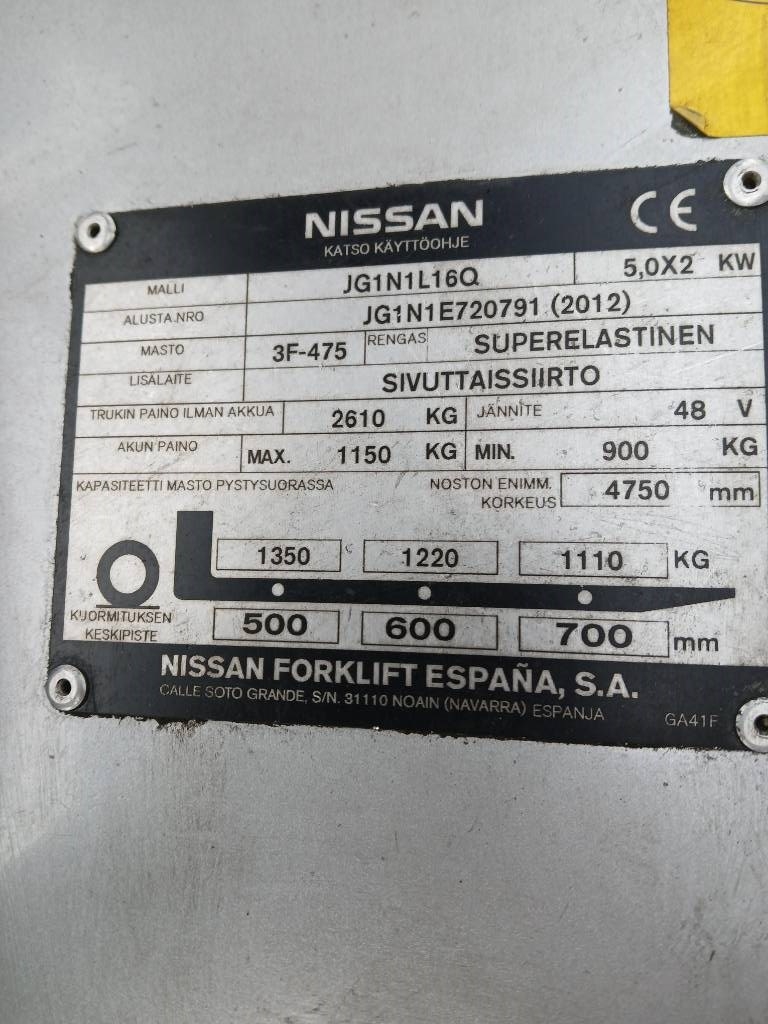 NISSAN CE
KATSO KÄYTTÖOHJE
MALLI JG1N1L16Q 5,0X2 KW
ALUSTA.NRO JG1N1E720791 (2012)
MASTO 3F-475 RENGAS SUPERELASTINEN
LISÄLAITE SIVUTTAISSIIRTO
TRUKIN PAINO ILMAN AKKUA 2610 KG JÄNNITE 48 V
AKUN PAINO MAX. 1150 KG MIN. 900 KG
KAPASITEETTI MASTO PYSTYSUORASSA NOSTON ENIMM. KORKEUS 4750 mm
1350 1220 1110 KG
KUORMITUKSEN KESKIPISTE 500 600 700 mm
NISSAN FORKLIFT ESPAÑA, S.A.
CALLE SOTO GRANDE, S/N. 31110 NOAIN (NAVARRA) ESPANJA GA41F